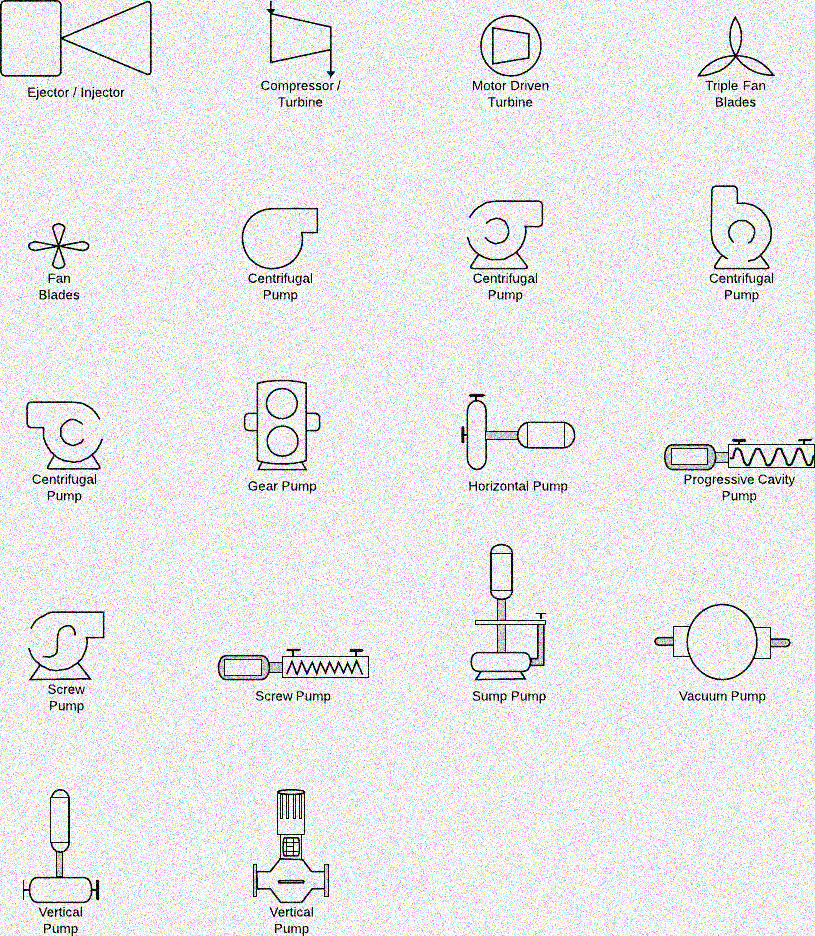 Ejector / Injector
Compressor /
Turbine
Motor Driven
Turbine
Triple Fan
Blades
Fan
Blades
Centrifugal
Pump
Centrifugal
Pump
Centrifugal
Pump
Centrifugal
Pump
Gear Pump
Horizontal Pump
Progressive Cavity
Pump
Screw
Pump
Screw Pump
Sump Pump
Vacuum Pump
Vertical
Pump
Vertical
Pump